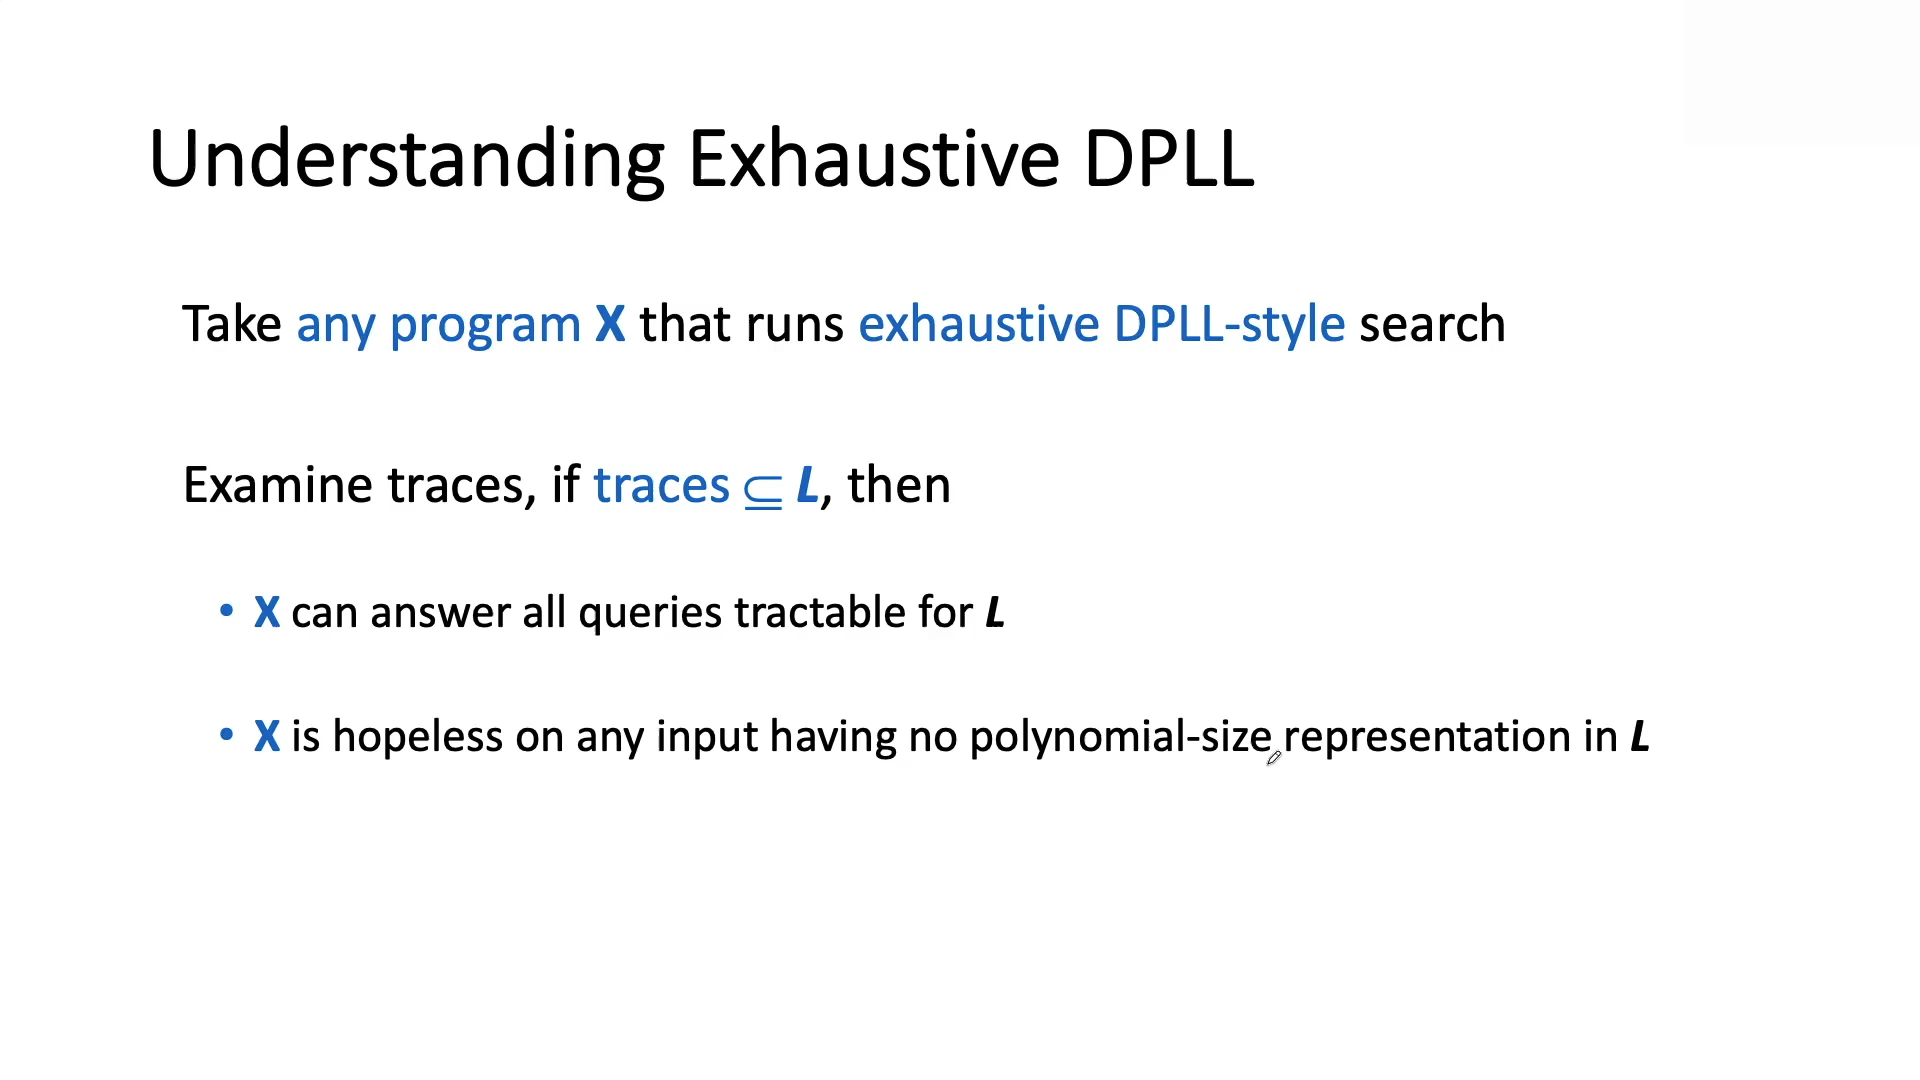 Understanding Exhaustive DPLL
Take any program X that runs exhaustive DPLL-style search
Examine traces, if traces ⊆ L, then
• X can answer all queries tractable for L
• X is hopeless on any input having no polynomial-size representation in L